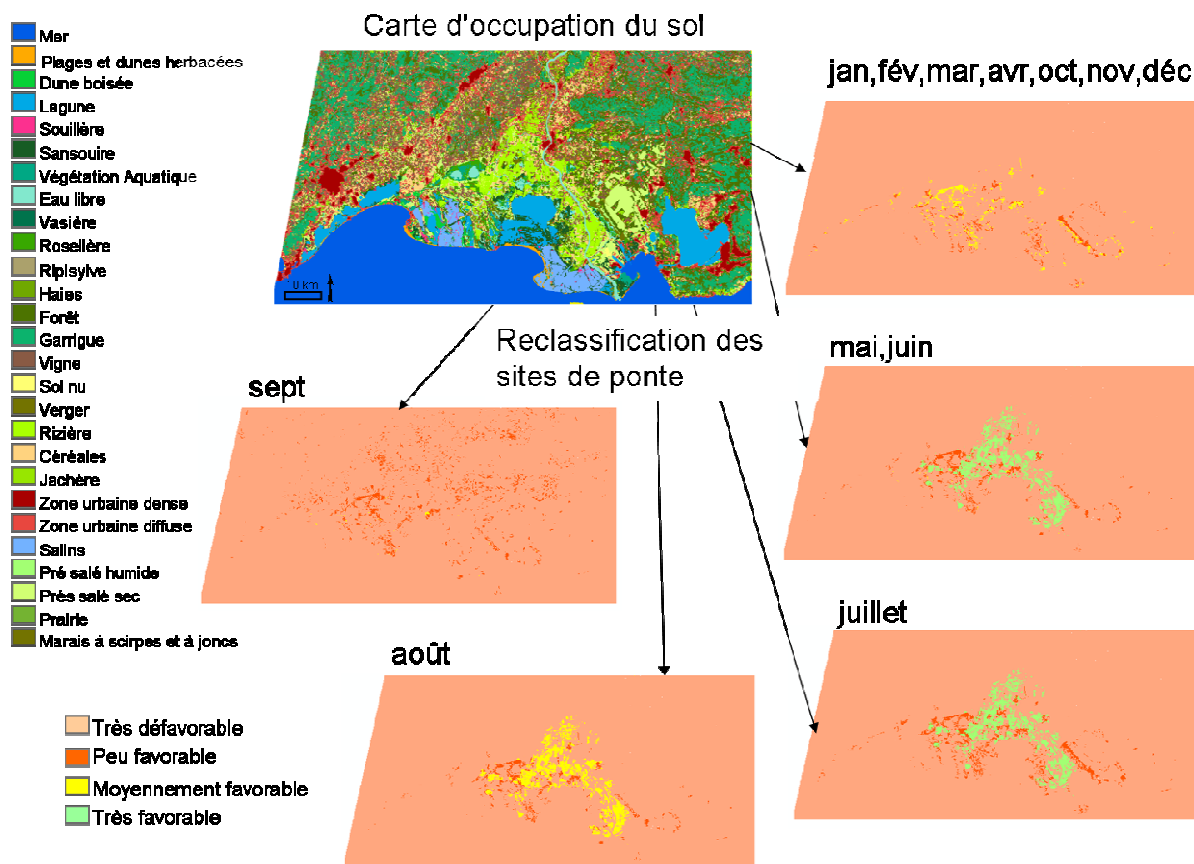 Carte d'occupation du sol
Mer
Plages et dunes herbacées
Dune boisée
Lagune
Souillère
Sansouire
Végétation Aquatique
Eau libre
Vasière
Roselière
Ripisylve
Haies
Forêt
Garrigue
Vigne
Sol nu
Verger
Rizière
Céréales
Jachère
Zone urbaine dense
Zone urbaine diffuse
Salins
Pré salé humide
Près salé sec
Prairie
Marais à scirpes et à joncs
jan,fév,mar,avr,oct,nov,déc
Reclassification des
sites de ponte
mai,juin
sept
juillet
août
Très défavorable
Peu favorable
Moyennement favorable
Très favorable